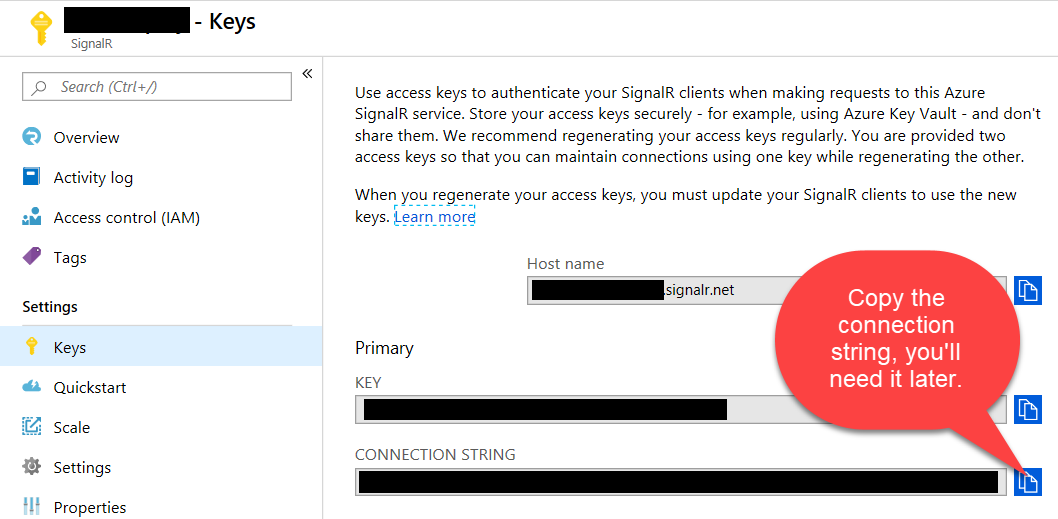 - Keys
SignalR
Search (Ctrl+/)
«
Overview
Activity log
Access control (IAM)
Tags
Settings
Keys
Quickstart
Scale
Settings
Properties
Use access keys to authenticate your SignalR clients when making requests to this Azure
SignalR service. Store your access keys securely - for example, using Azure Key Vault - and don't
share them. We recommend regenerating your access keys regularly. You are provided two
access keys so that you can maintain connections using one key while regenerating the other.
When you regenerate your access keys, you must update your SignalR clients to use the new
keys. Learn more
Host name
.signalr.net
Primary
KEY
CONNECTION STRING
Copy the
connection
string, you'll
need it later.